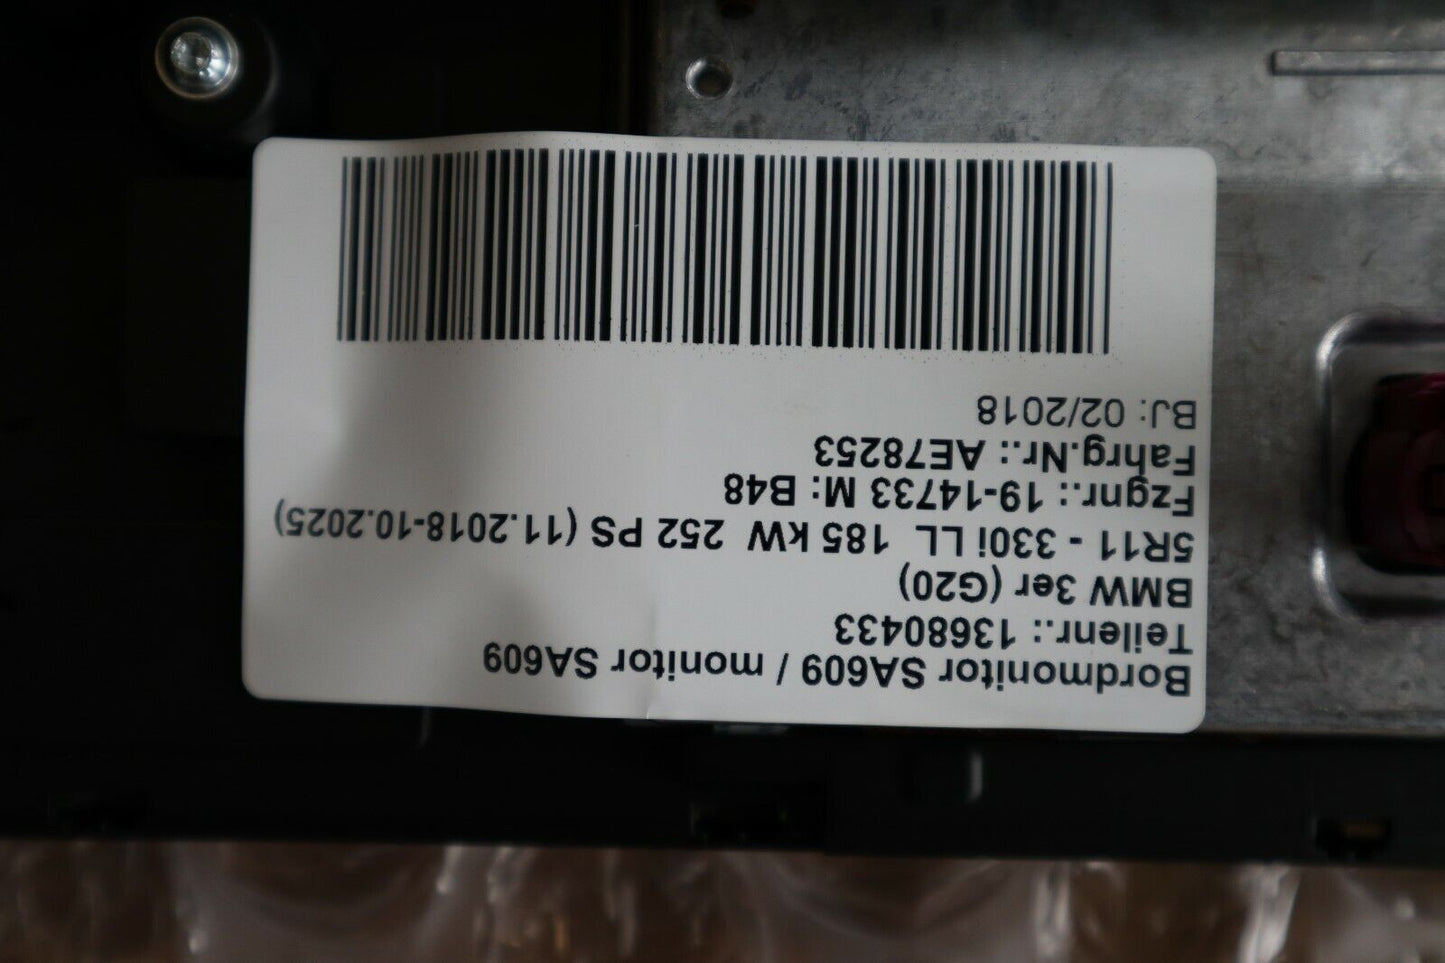 Bordmonitor SA609 / monitor SA609
Teilenr.: 13680433
BMW 3er (G20)
5R11 - 330i LL 185 kW 252 PS (11.2018-10.2025)
Fzgnr.: 19-14733 M: B48
Fahrg.Nr.: AE78253
BJ: 02/2018